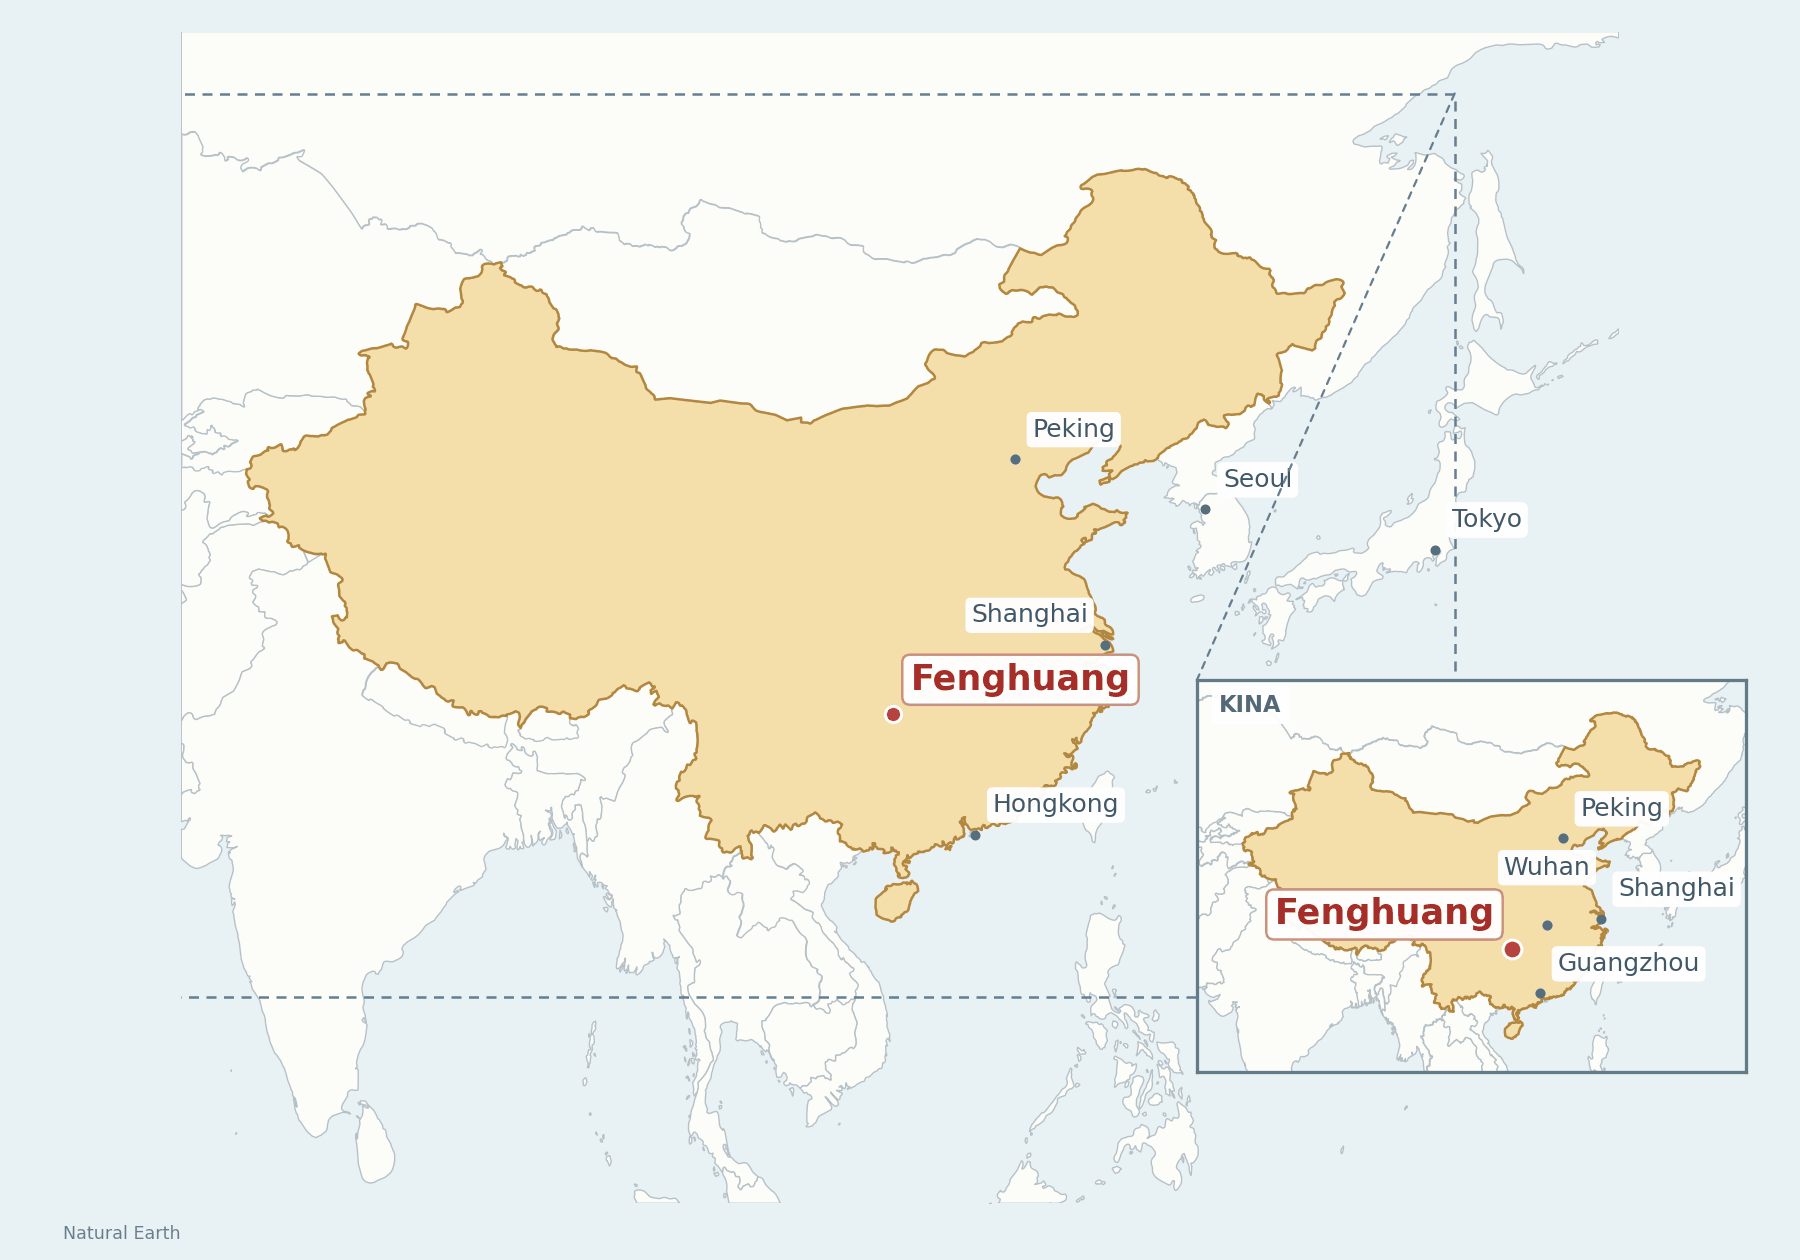 Peking
Seoul
Tokyo
Shanghai
Fenghuang
Hongkong
KINA
Peking
Wuhan
Shanghai
Fenghuang
Guangzhou
Natural Earth